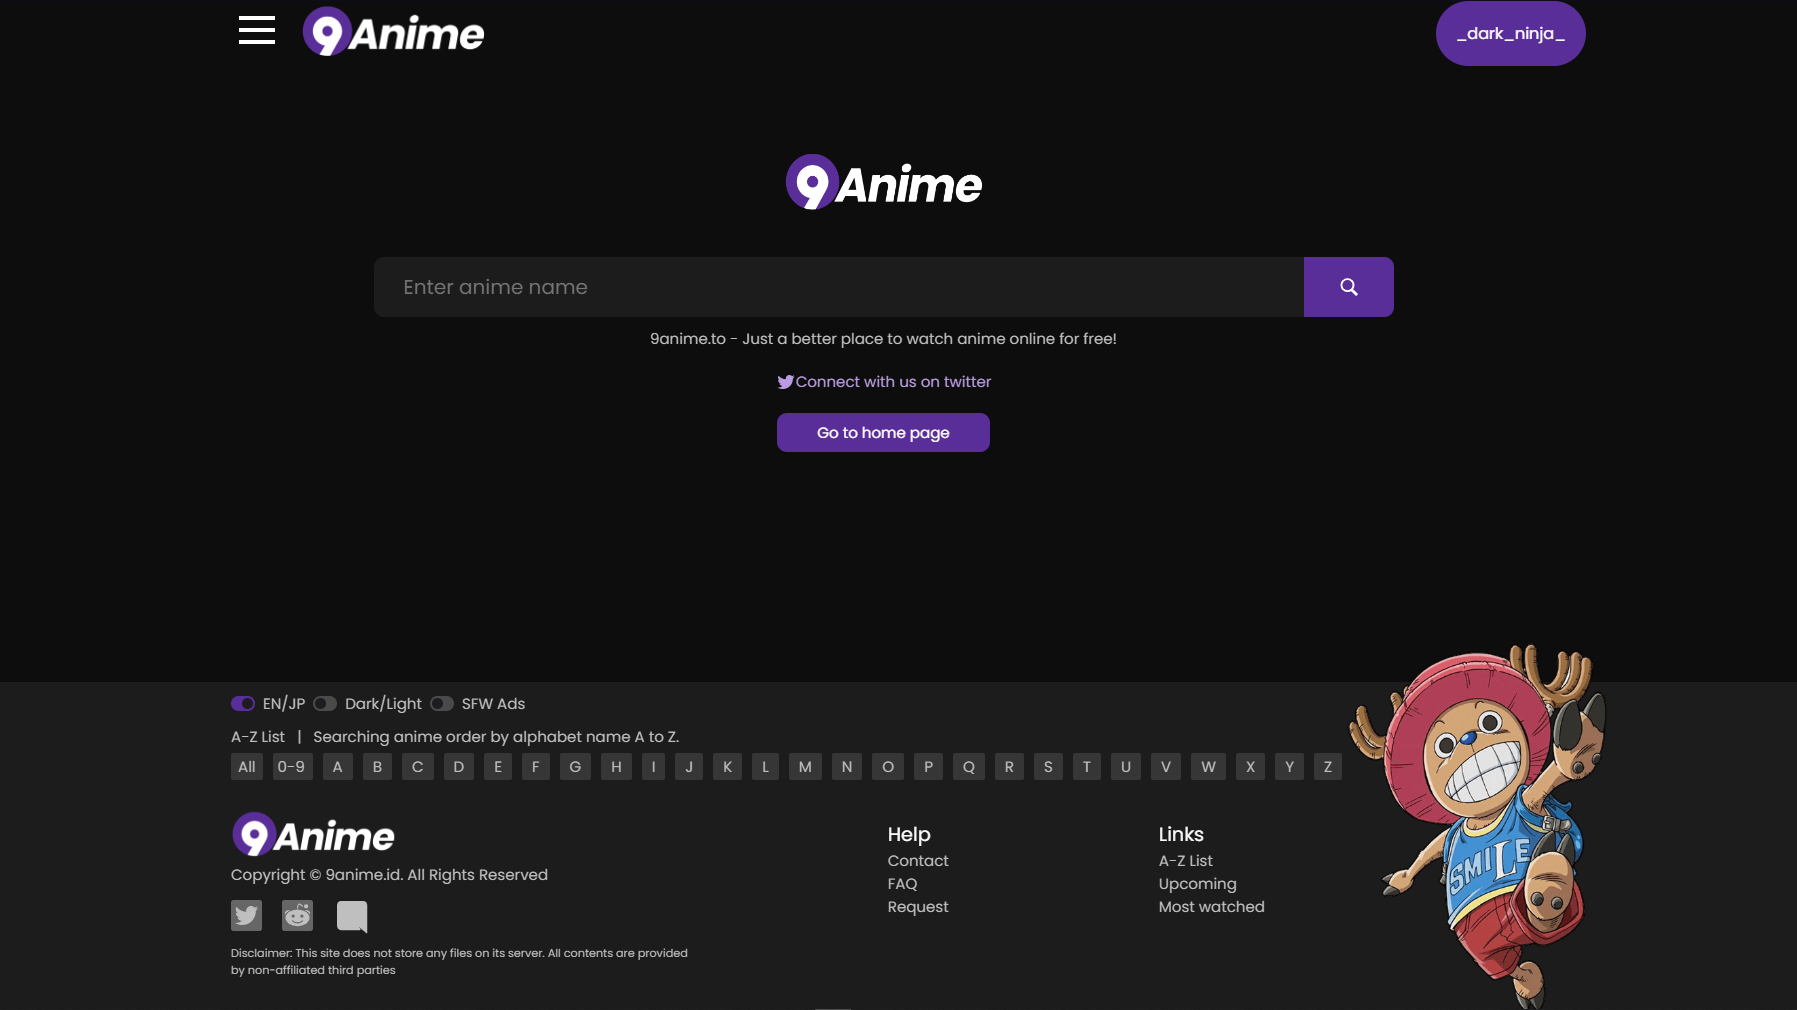 9Anime
_dark_ninja_
9Anime
Enter anime name
9anime.to - Just a better place to watch anime online for free!
Connect with us on twitter
Go to home page
EN/JP Dark/Light SFW Ads
A-Z List | Searching anime order by alphabet name A to Z.
All 0-9 A B C D E F G H I J K L M N O P Q R S T U V W X Y Z
9Anime
Copyright © 9anime.id. All Rights Reserved
Disclaimer: This site does not store any files on its server. All contents are provided
by non-affiliated third parties
Help
Contact
FAQ
Request
Links
A-Z List
Upcoming
Most watched
SMILE